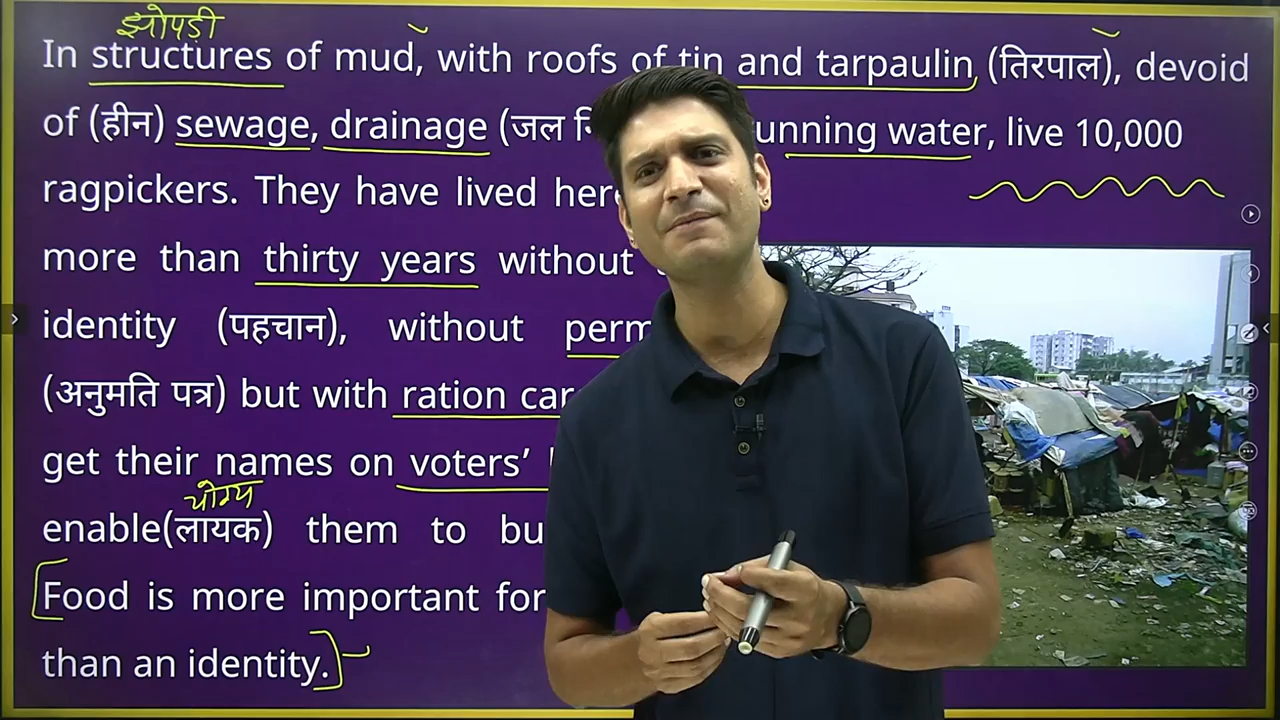 झोपड़ी
In structures of mud, with roofs of tin and tarpaulin, (तिरपाल), devoid
of (हीन) sewage, drainage (जल unning water, live 10,000
ragpickers. They have lived here
more than thirty years without
identity (पहचान), without perm
(अनुमति पत्र) but with ration car
get their names on voters’
योग्य
enable(लायक) them to bu
Food is more important for
than an identity.